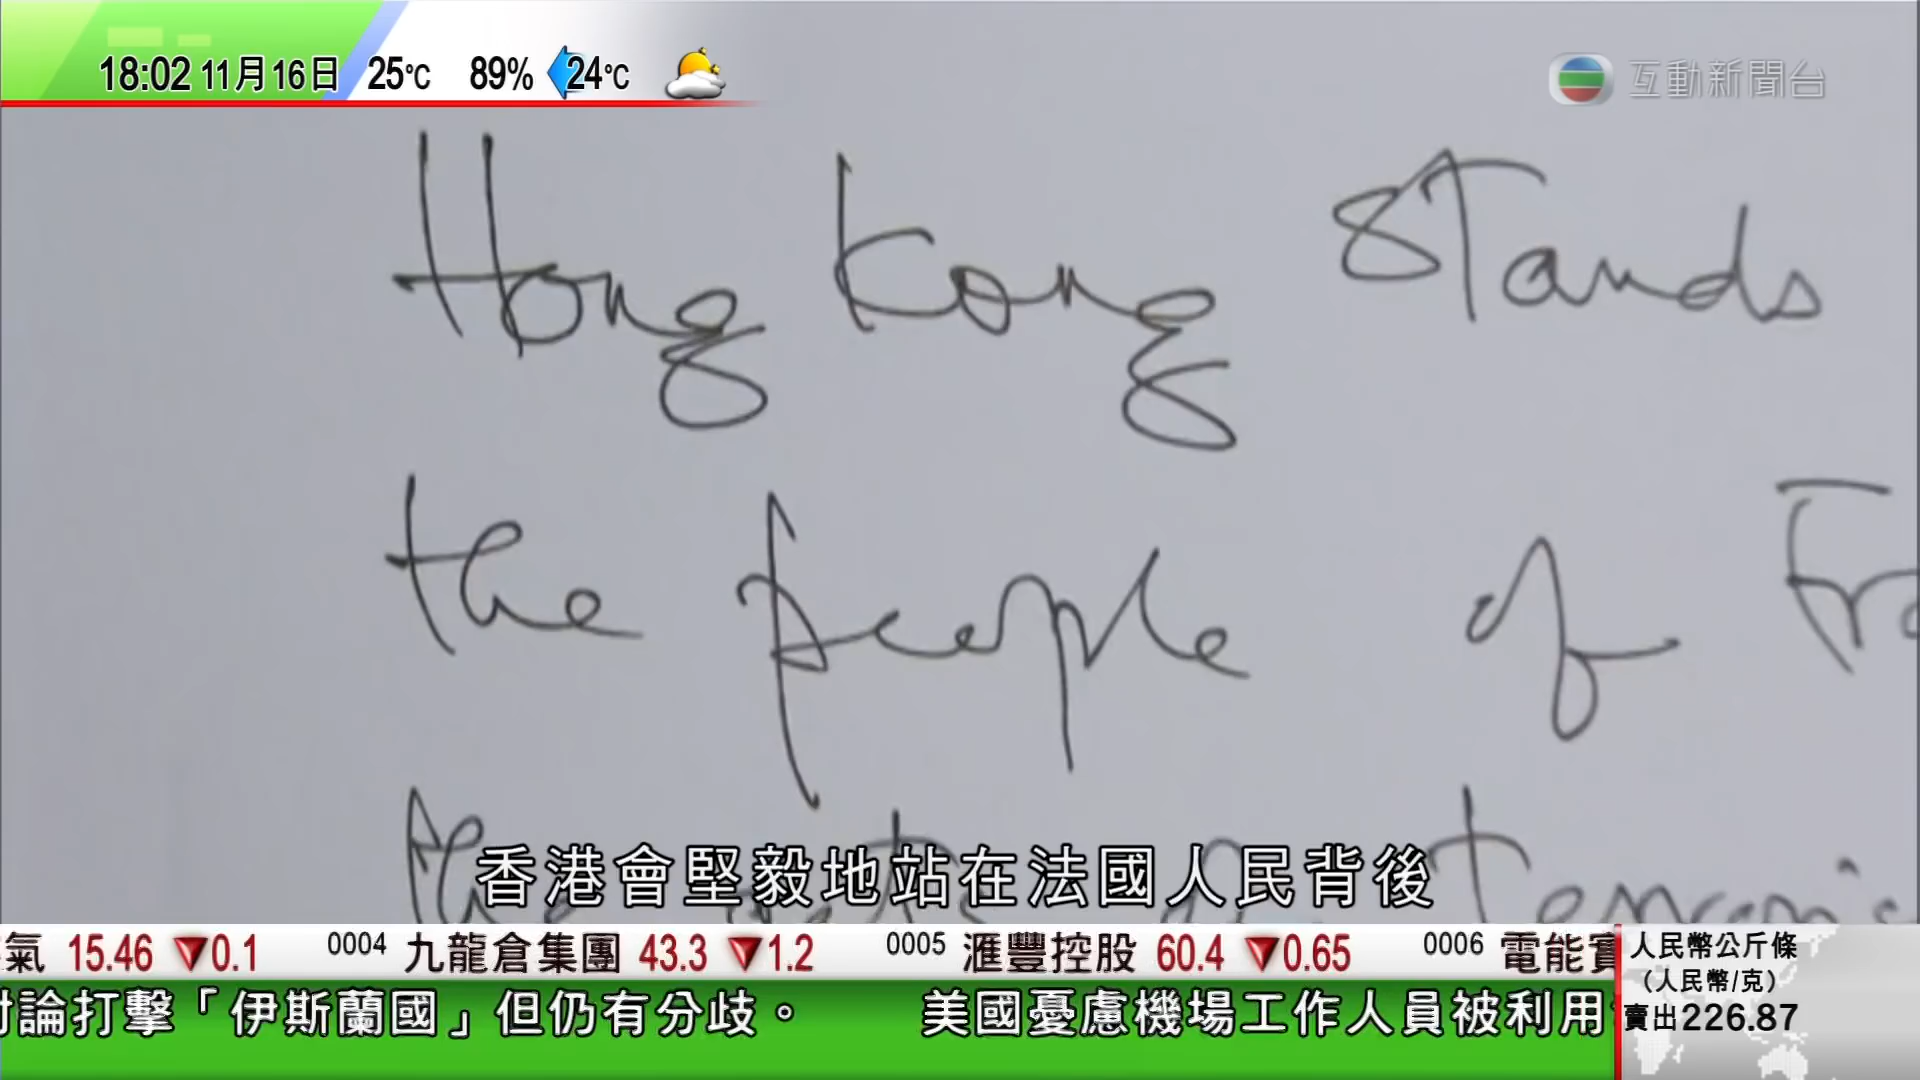 18:02 11月16日 25°C 89% 24°C
互動新聞台
Hong Kong stands
the people of Fra
the acts of
香港會堅毅地站在法國人民背後
氣 15.46 ▼0.1 0004 九龍倉集團 43.3 ▼1.2 0005 滙豐控股 60.4 ▼0.65 0006 電能實
討論打擊「伊斯蘭國」但仍有分歧。 美國憂慮機場工作人員被利用
人民幣公斤條
(人民幣/克)
賣出226.87